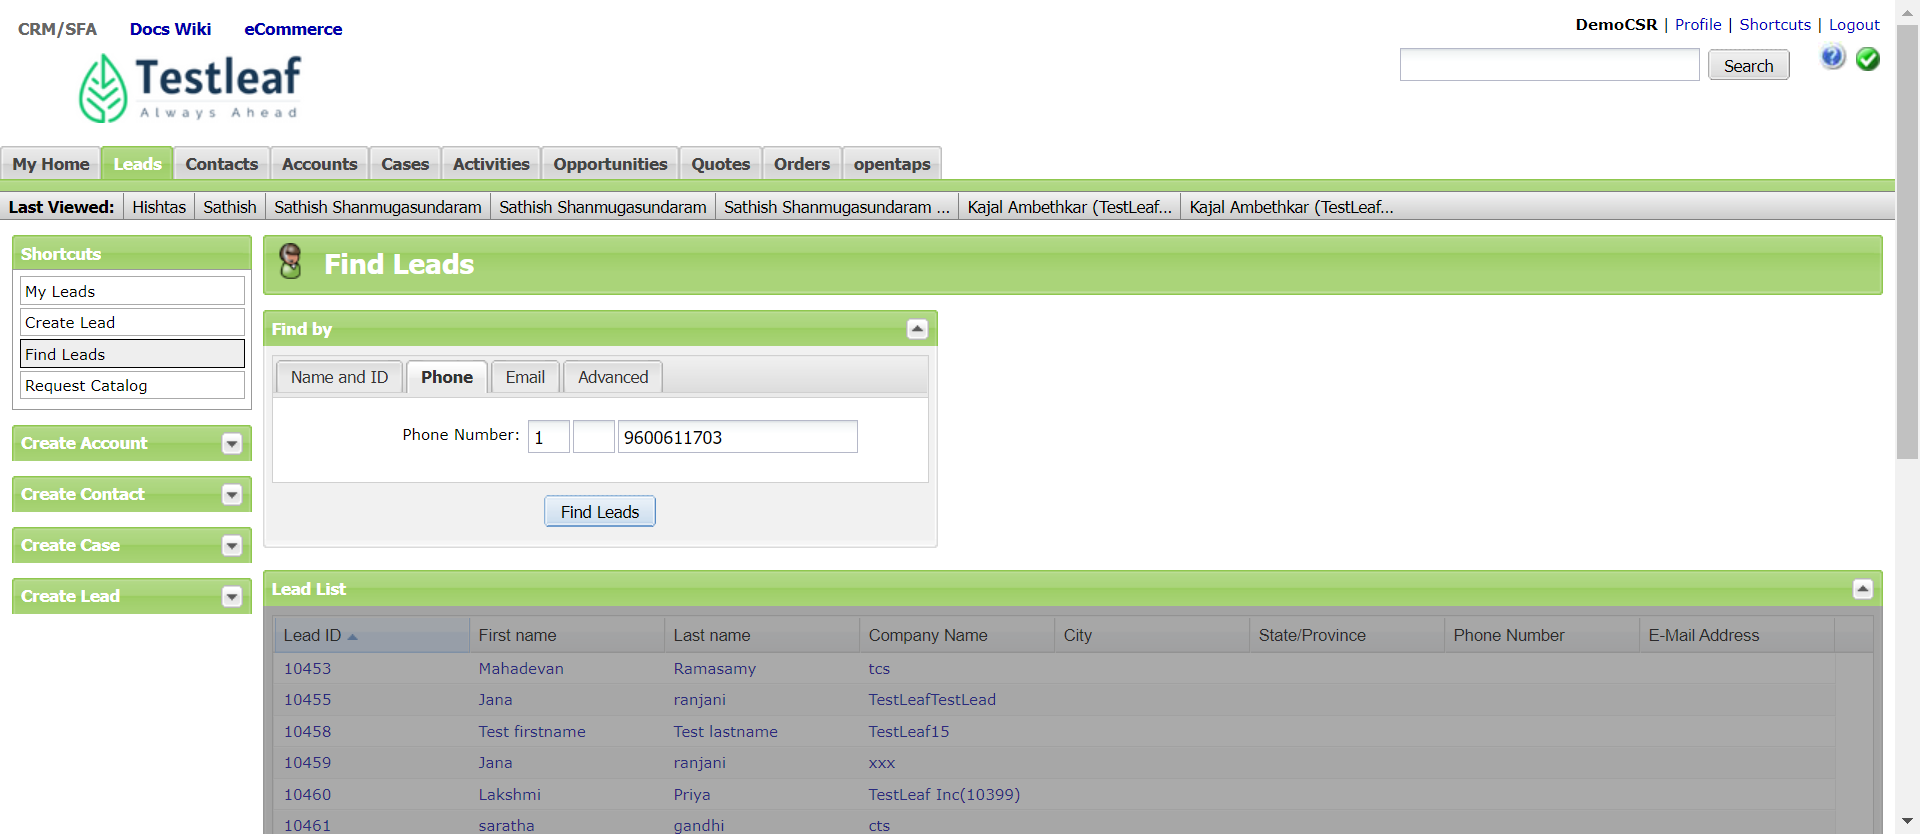 CRM/SFA Docs Wiki eCommerce
DemoCSR | Profile | Shortcuts | Logout
Search
Testleaf
Always Ahead
My Home Leads Contacts Accounts Cases Activities Opportunities Quotes Orders opentaps
Last Viewed: Hishtas Sathish Sathish Shanmugasundaram Sathish Shanmugasundaram Sathish Shanmugasundaram ... Kajal Ambethkar (TestLeaf... Kajal Ambethkar (TestLeaf...
Shortcuts
My Leads
Create Lead
Find Leads
Request Catalog
Create Account
Create Contact
Create Case
Create Lead
Find Leads
Find by
Name and ID Phone Email Advanced
Phone Number: 1 9600611703
Find Leads
Lead List
Lead ID First name Last name Company Name City State/Province Phone Number E-Mail Address
10453 Mahadevan Ramasamy tcs
10455 Jana ranjani TestLeafTestLead
10458 Test firstname Test lastname TestLeaf15
10459 Jana ranjani xxx
10460 Lakshmi Priya TestLeaf Inc(10399)
10461 saratha gandhi cts